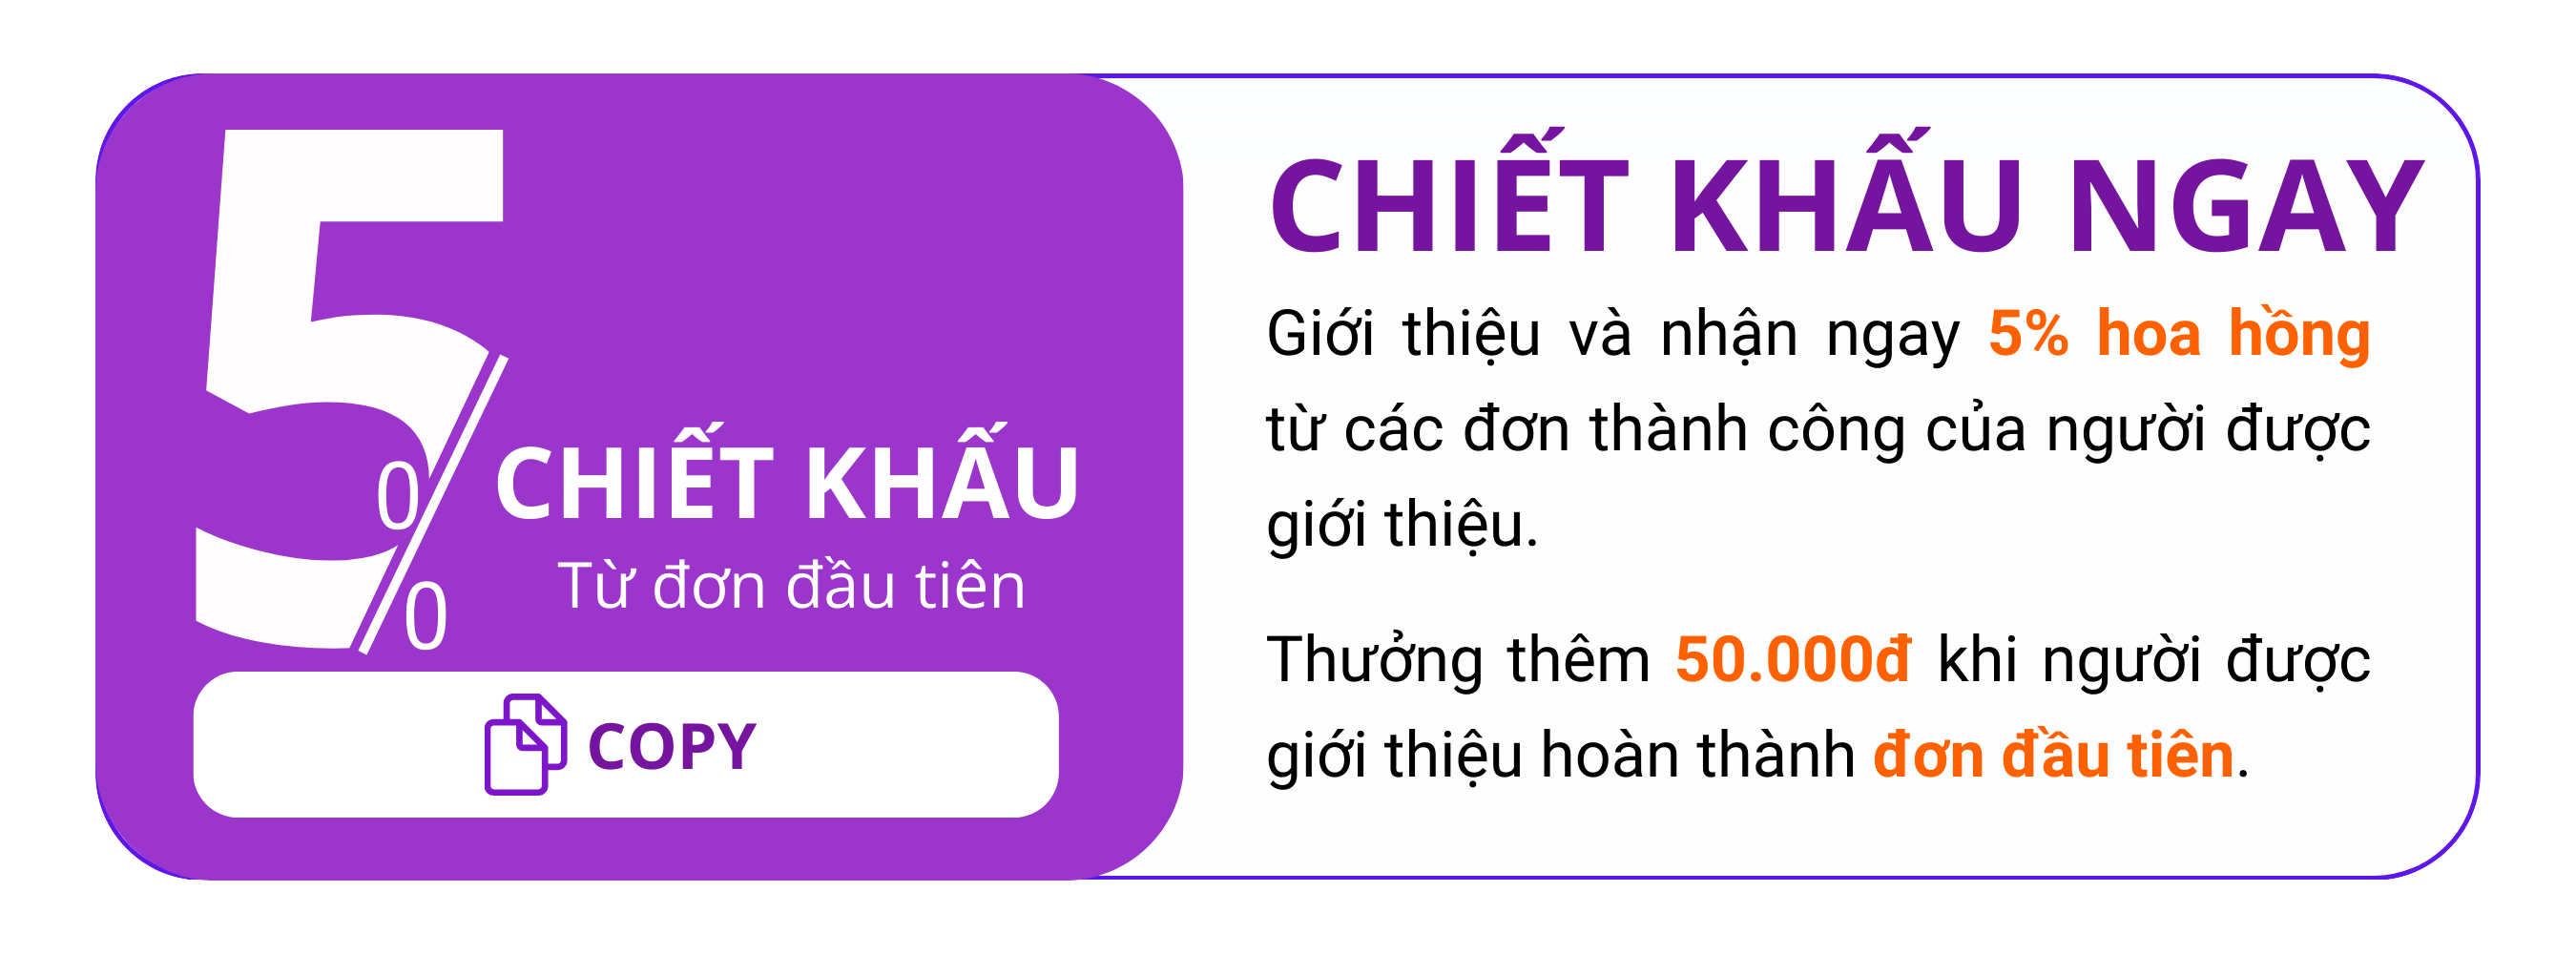 5%
CHIẾT KHẤU
Từ đơn đầu tiên
COPY
CHIẾT KHẤU NGAY
Giới thiệu và nhận ngay 5% hoa hồng
từ các đơn thành công của người được
giới thiệu.
Thưởng thêm 50.000đ khi người được
giới thiệu hoàn thành đơn đầu tiên.